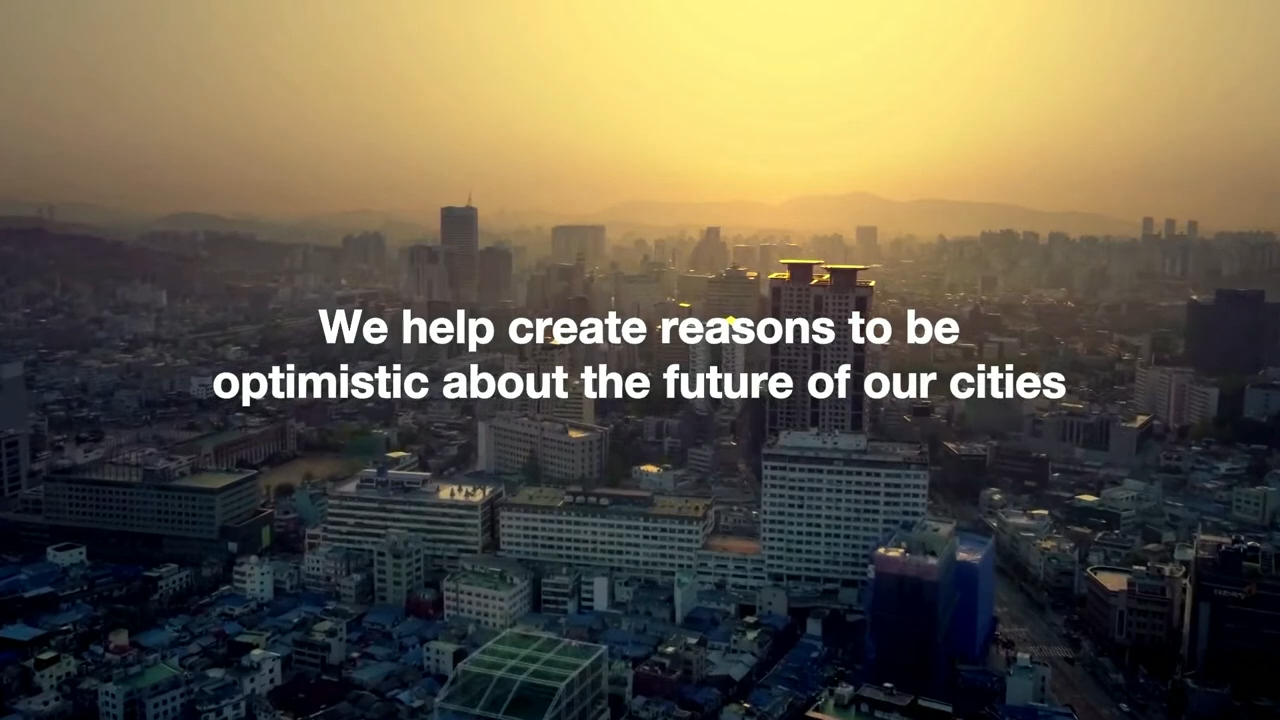 We help create reasons to be
optimistic about the future of our cities